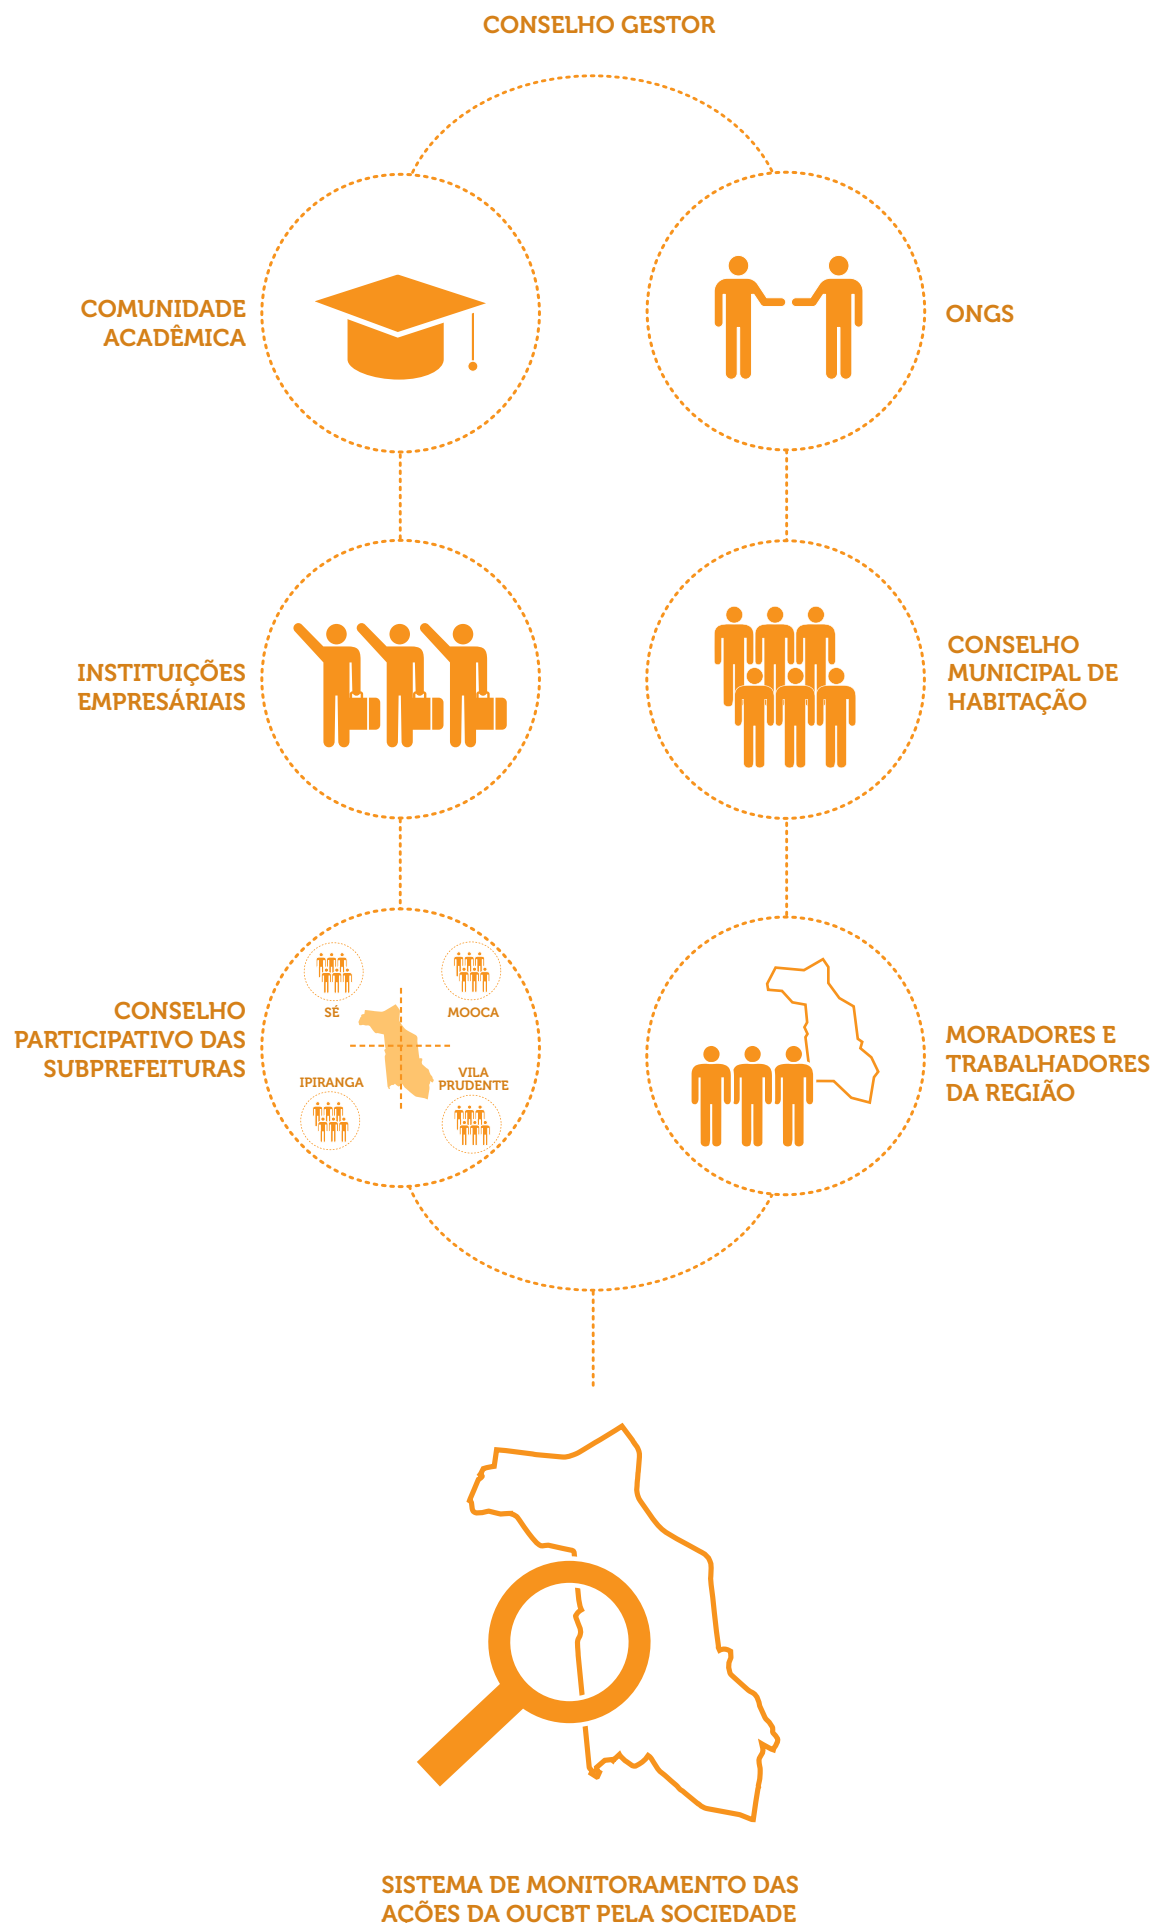 CONSELHO GESTOR
COMUNIDADE
ACADÊMICA
ONGS
INSTITUIÇÕES
EMPRESÁRIAIS
CONSELHO
MUNICIPAL DE
HABITAÇÃO
CONSELHO
PARTICIPATIVO DAS
SUBPREFEITURAS
SÉ
MOOCA
IPIRANGA
VILA
PRUDENTE
MORADORES E
TRABALHADORES
DA REGIÃO
SISTEMA DE MONITORAMENTO DAS
AÇÕES DA OUCBT PELA SOCIEDADE